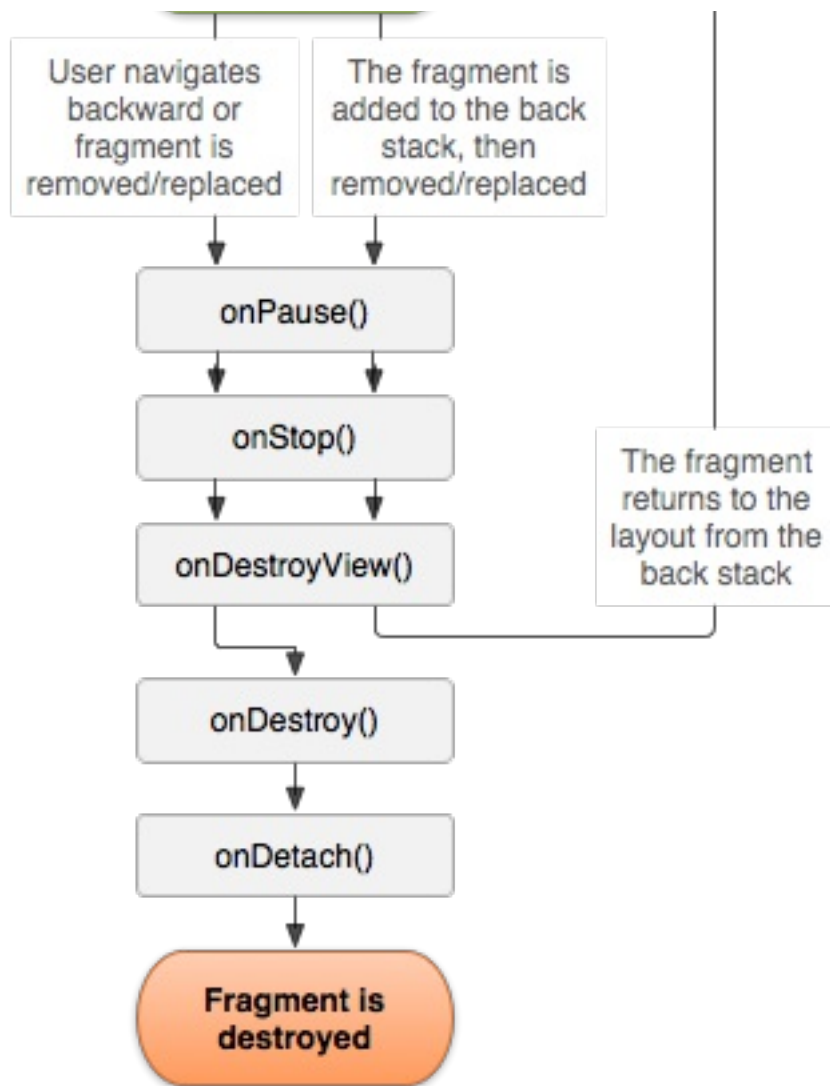 User navigates
backward or
fragment is
removed/replaced
The fragment is
added to the back
stack, then
removed/replaced
onPause()
onStop()
The fragment
returns to the
layout from the
back stack
onDestroyView()
onDestroy()
onDetach()
Fragment is
destroyed